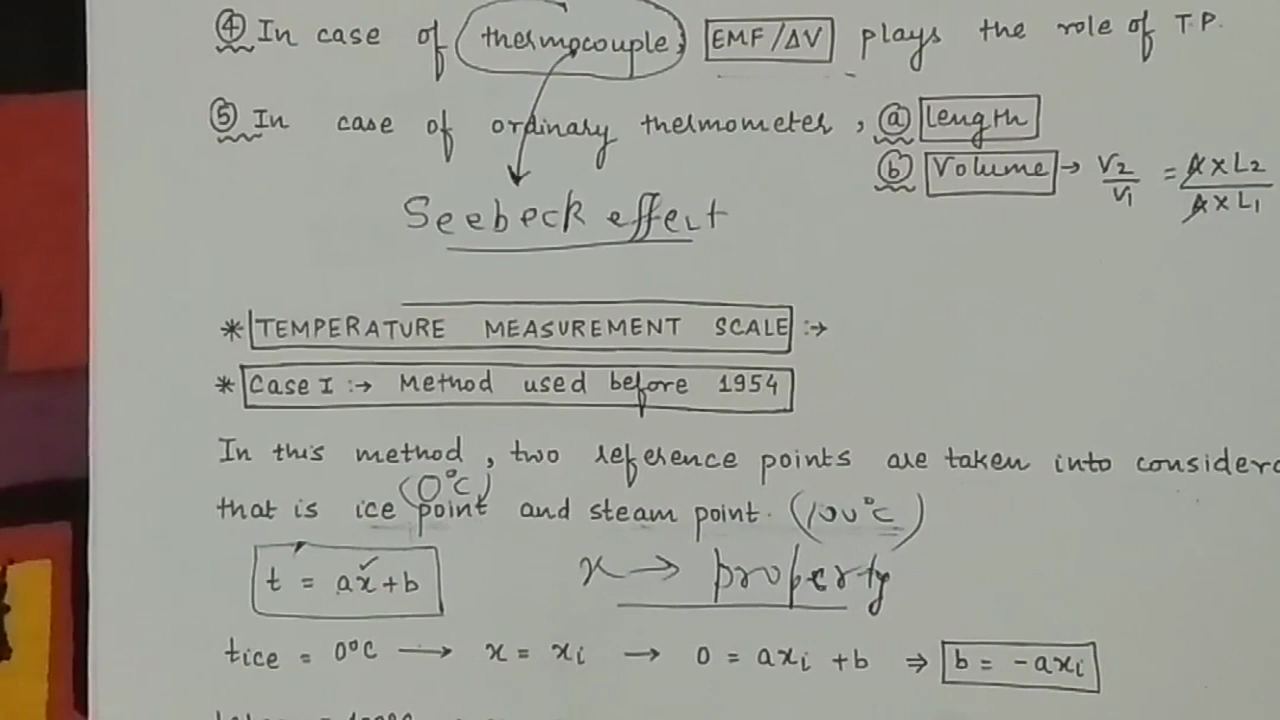 ④ In case of thermocouple, EMF/ΔV plays the role of T.P.
⑤ In case of ordinary thermometer, ⓐ Length
ⓑ Volume → V2/V1 = A×L2/A×L1
Seebeck effect
* TEMPERATURE MEASUREMENT SCALE :→
* Case I :→ Method used before 1954
In this method, two reference points are taken into
that is ice point (0°C) and steam point. (100°C)
t = ax+b
x → property
tice = 0°C → x = xi → 0 = axi + b ⇒ b = -axi